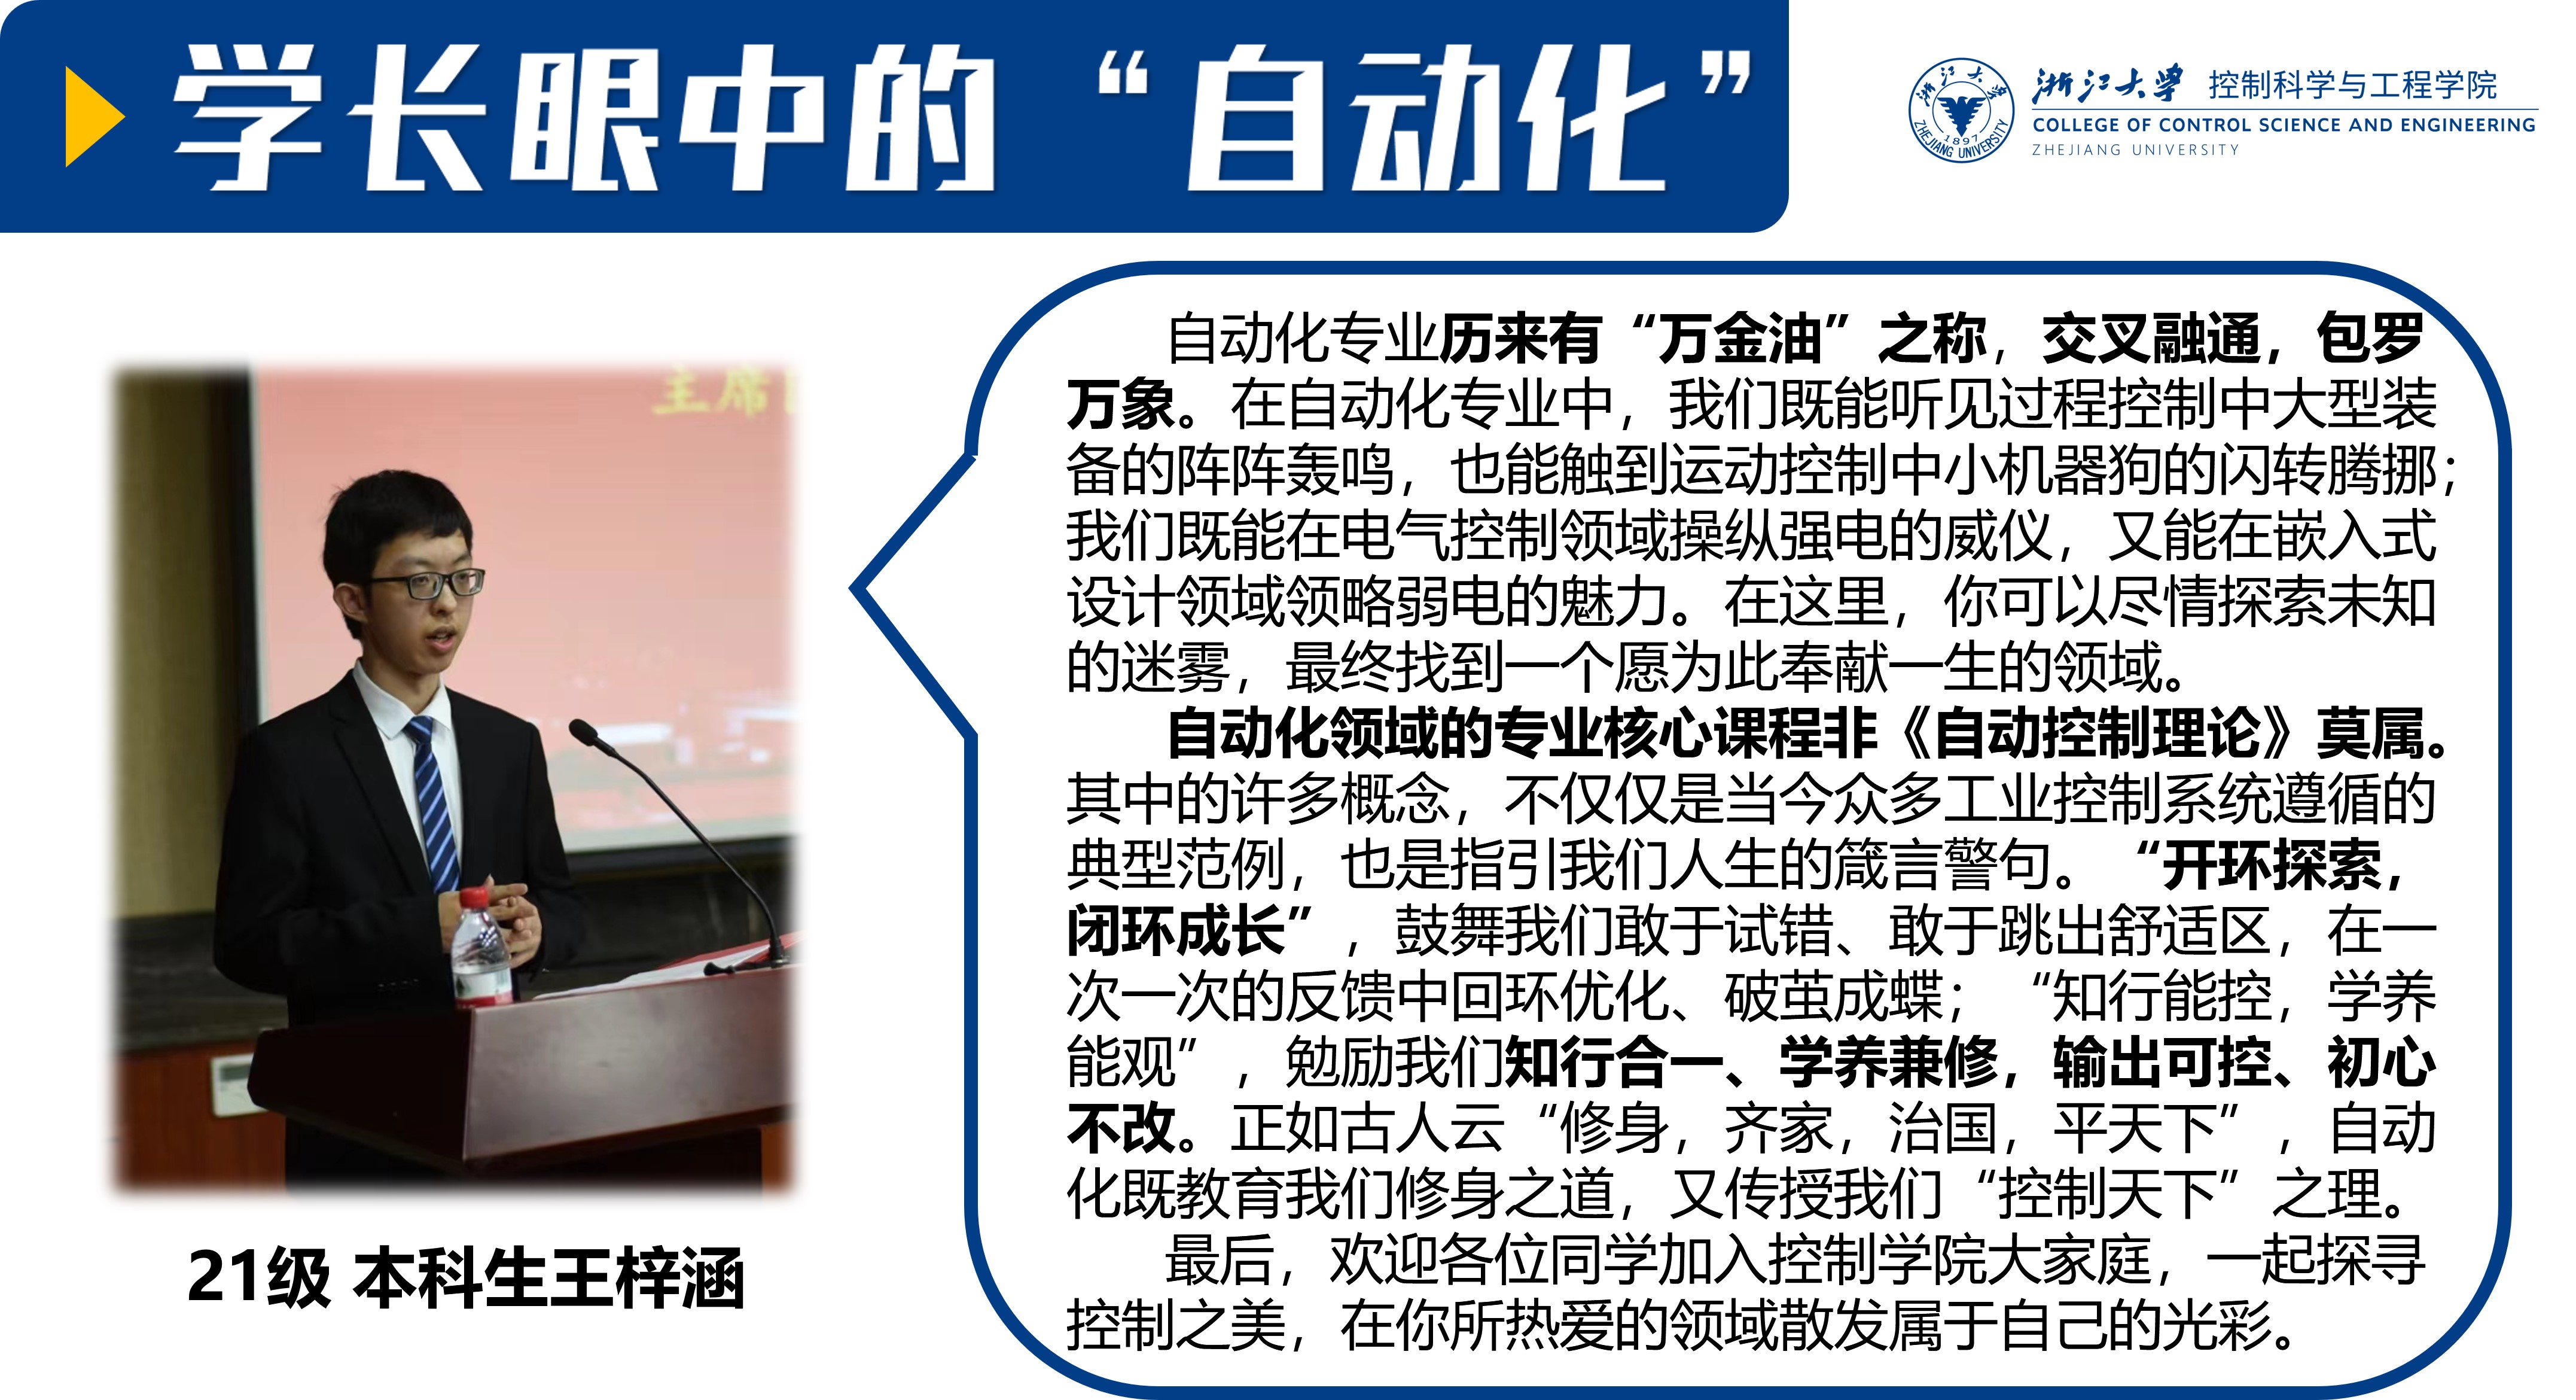 学长眼中的“自动化”
浙江大学 控制科学与工程学院
COLLEGE OF CONTROL SCIENCE AND ENGINEERING
ZHEJIANG UNIVERSITY
浙江大学
1897
ZHEJIANG UNIVERSITY
主席
21级 本科生王梓涵
自动化专业历来有“万金油”之称，交叉融通，包罗
万象。在自动化专业中，我们既能听见过程控制中大型装
备的阵阵轰鸣，也能触到运动控制中小机器狗的闪转腾挪；
我们既能在电气控制领域操纵强电的威仪，又能在嵌入式
设计领域领略弱电的魅力。在这里，你可以尽情探索未知
的迷雾，最终找到一个愿为此奉献一生的领域。
自动化领域的专业核心课程非《自动控制理论》莫属。
其中的许多概念，不仅仅是当今众多工业控制系统遵循的
典型范例，也是指引我们人生的箴言警句。“开环探索，
闭环成长”，鼓舞我们敢于试错、敢于跳出舒适区，在一
次一次的反馈中回环优化、破茧成蝶；“知行能控，学养
能观”，勉励我们知行合一、学养兼修，输出可控、初心
不改。正如古人云“修身，齐家，治国，平天下”，自动
化既教育我们修身之道，又传授我们“控制天下”之理。
最后，欢迎各位同学加入控制学院大家庭，一起探寻
控制之美，在你所热爱的领域散发属于自己的光彩。